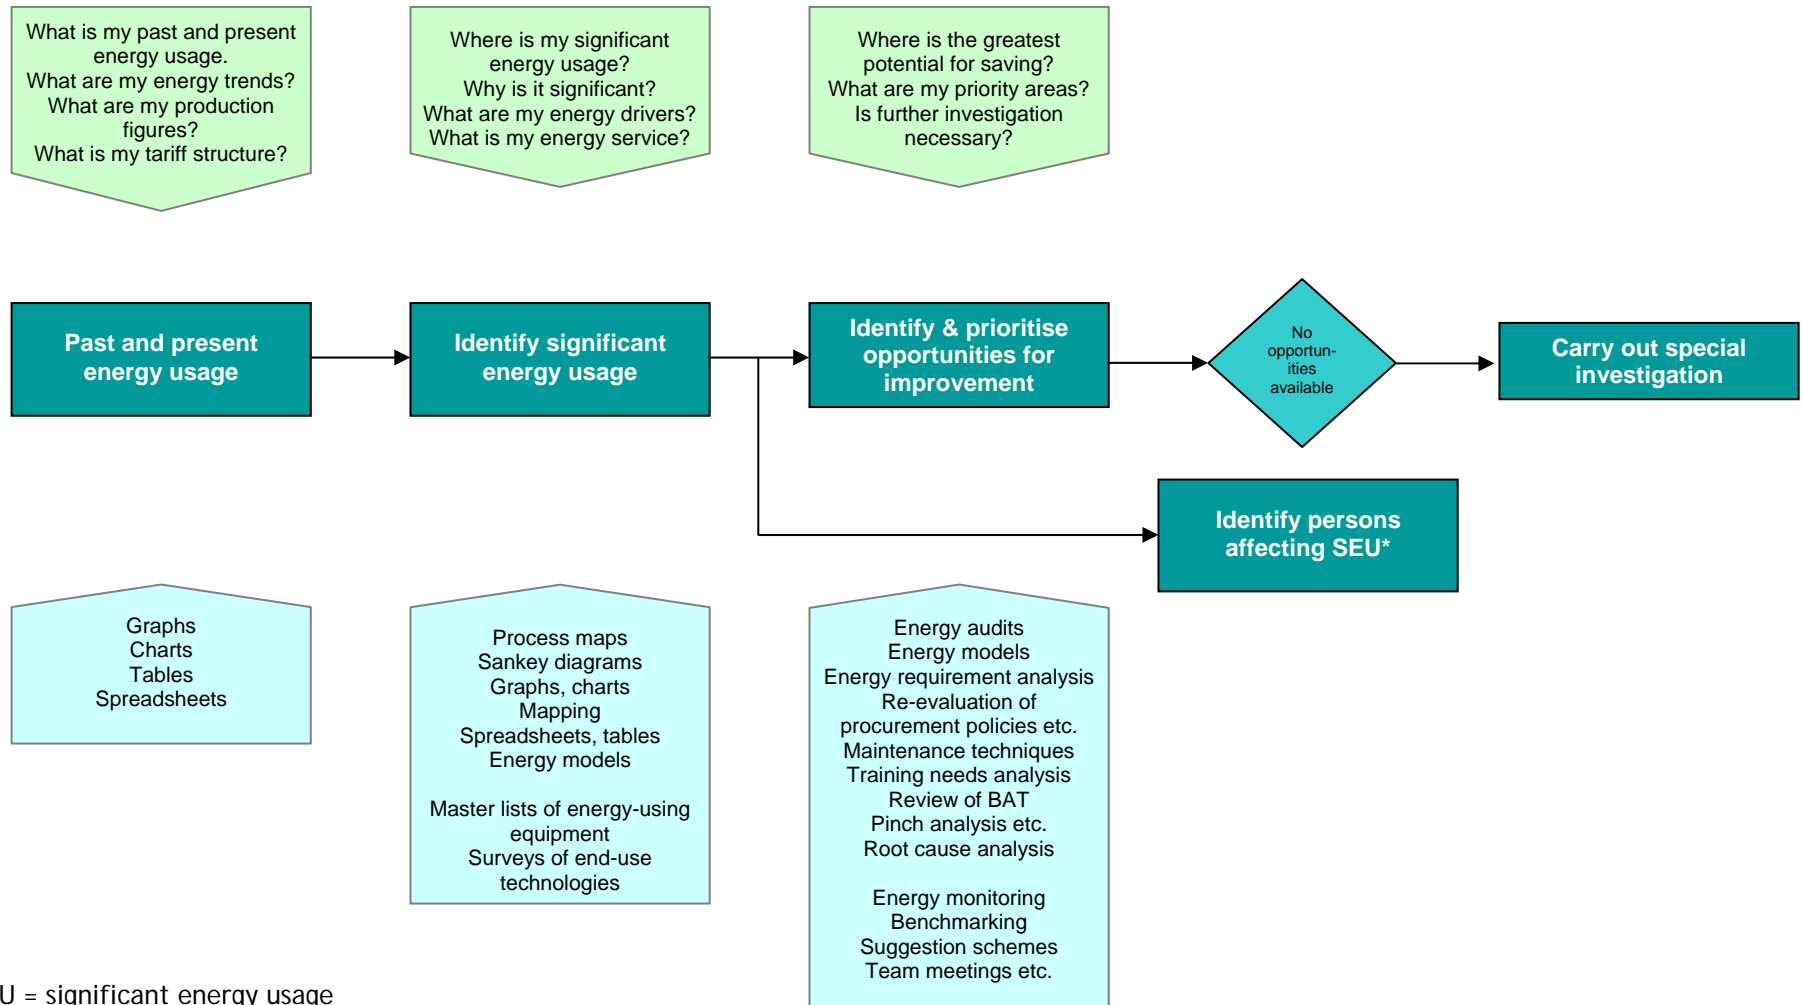 What is my past and present
energy usage.
What are my energy trends?
What are my production
figures?
What is my tariff structure?
Where is my significant
energy usage?
Why is it significant?
What are my energy drivers?
What is my energy service?
Where is the greatest
potential for saving?
What are my priority areas?
Is further investigation
necessary?
Past and present
energy usage
Identify significant
energy usage
Identify & prioritise
opportunities for
improvement
No
opportun-
ities
available
Carry out special
investigation
Identify persons
affecting SEU*
Graphs
Charts
Tables
Spreadsheets
Process maps
Sankey diagrams
Graphs, charts
Mapping
Spreadsheets, tables
Energy models
Master lists of energy-using
equipment
Surveys of end-use
technologies
Energy audits
Energy models
Energy requirement analysis
Re-evaluation of
procurement policies etc.
Maintenance techniques
Training needs analysis
Review of BAT
Pinch analysis etc.
Root cause analysis
Energy monitoring
Benchmarking
Suggestion schemes
Team meetings etc.
U = significant energy usage